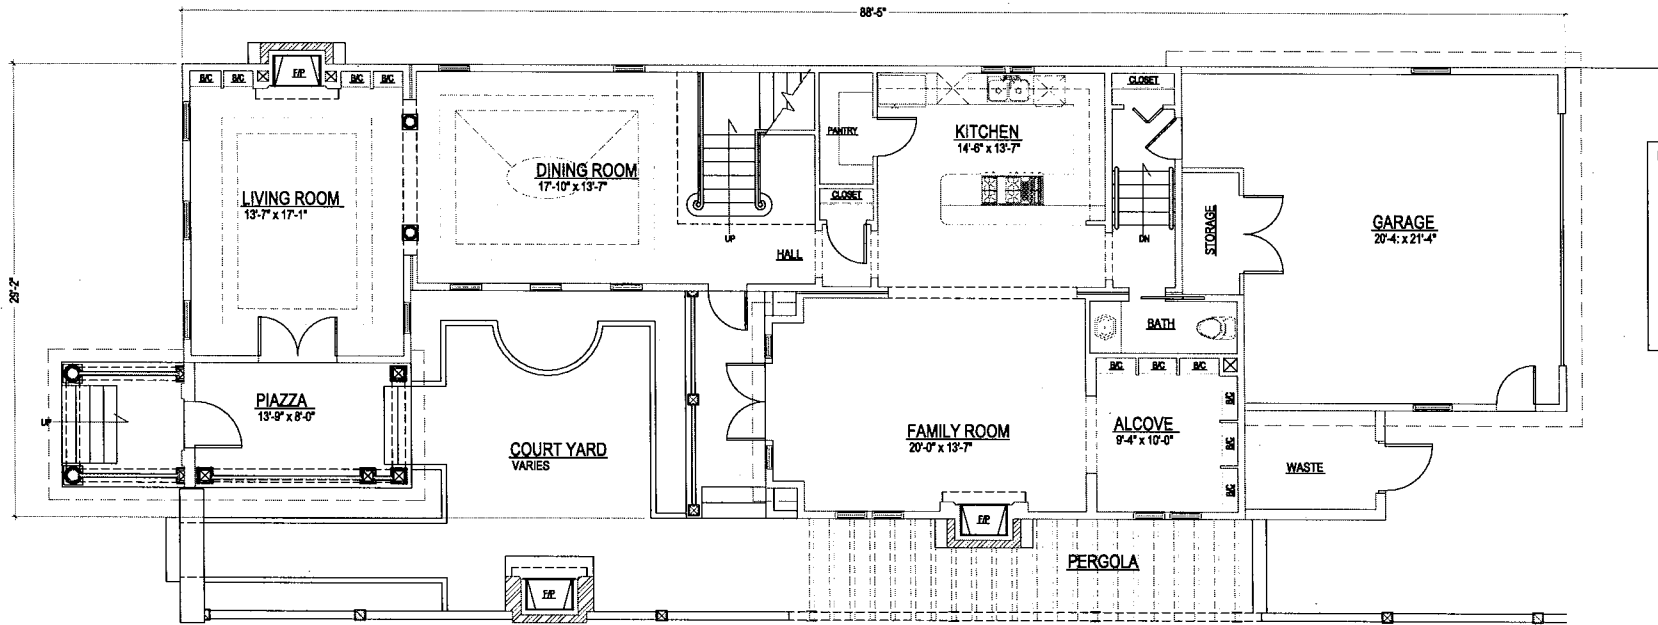 88'-5"
29'-2"
B/C
B/C
F/P
B/C
B/C
LIVING ROOM
13'-7" x 17'-1"
DINING ROOM
17'-10" x 13'-7"
UP
HALL
PANTRY
CLOSET
KITCHEN
14'-6" x 13'-7"
CLOSET
DN
STORAGE
GARAGE
20'-4: x 21'-4"
BATH
UP
PIAZZA
13'-9" x 8'-0"
COURT YARD
VARIES
FAMILY ROOM
20'-0" x 13'-7"
F/P
B/C
B/C
B/C
B/C
B/C
B/C
ALCOVE
9'-4" x 10'-0"
WASTE
PERGOLA
F/P